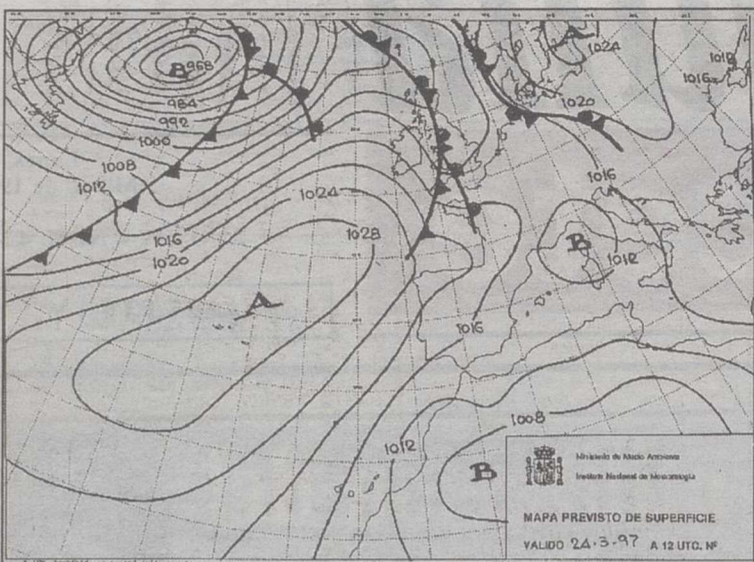 A
1024
1018
1016
B 968
984
992
1000
1008
1012
1020
1016
1024
1028
1016
1020
B
1012
A
1016
1008
1012
B
Ministerio de Medio Ambiente
Instituto Nacional de Meteorología
MAPA PREVISTO DE SUPERFICIE
VALIDO 24-3-97 A 12 UTC. Nº